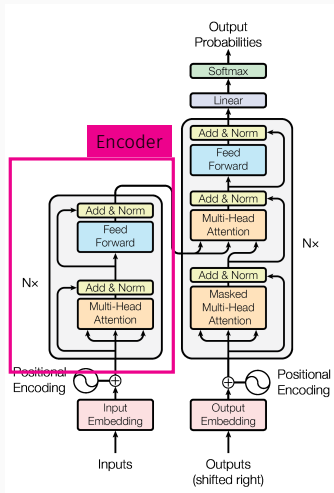 Output
Probabilities
Softmax
Linear
Encoder
Add & Norm
Feed
Forward
Add & Norm
Multi-Head
Attention
Nx
Add & Norm
Masked
Multi-Head
Attention
Add & Norm
Feed
Forward
Nx
Add & Norm
Multi-Head
Attention
Positional
Encoding
Positional
Encoding
Input
Embedding
Output
Embedding
Inputs
Outputs
(shifted right)